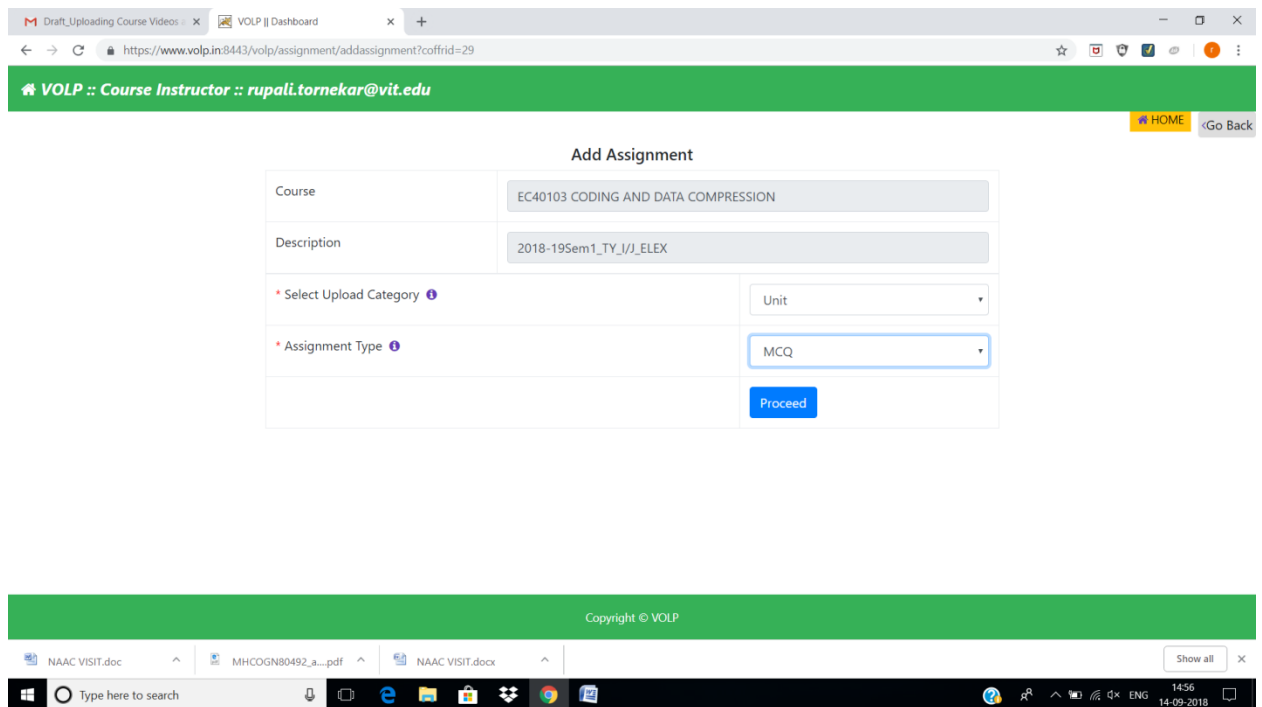 Draft_Uploading Course Videos
VOLP || Dashboard
https://www.volp.in:8443/volp/assignment/addassignment?coffrid=29
VOLP :: Course Instructor :: rupali.tornekar@vit.edu
HOME
‹Go Back
Add Assignment
Course
EC40103 CODING AND DATA COMPRESSION
Description
2018-19Sem1_TY_I/J_ELEX
* Select Upload Category
Unit
* Assignment Type
MCQ
Proceed
Copyright © VOLP
NAAC VISIT.doc
MHCOGN80492_a....pdf
NAAC VISIT.docx
Show all
Type here to search
ENG
14:56
14-09-2018